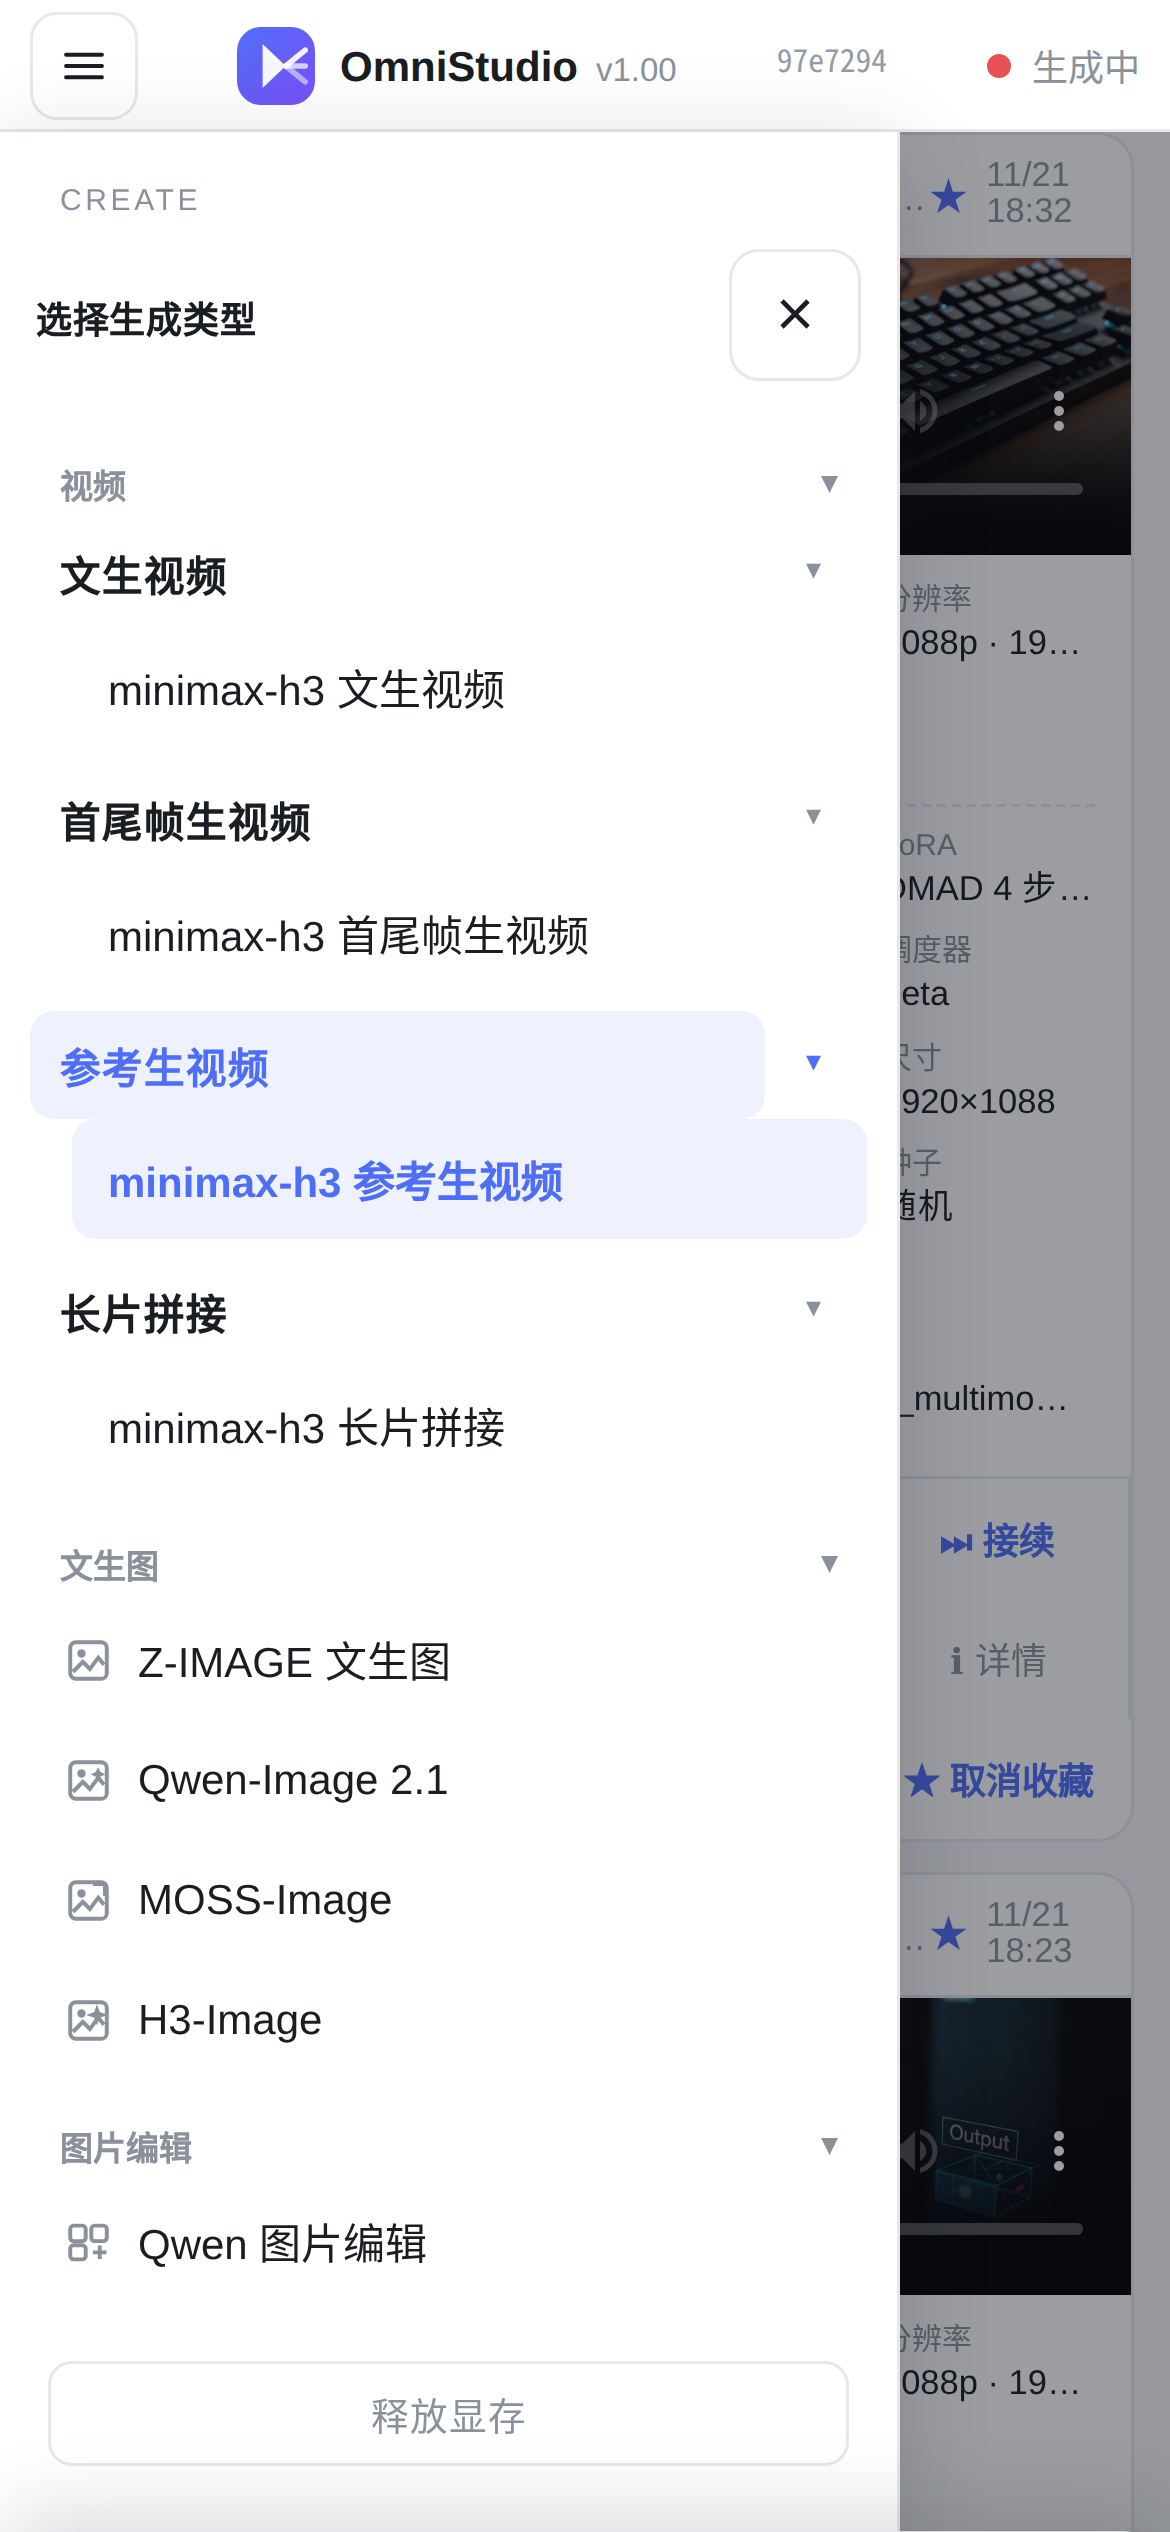 OmniStudio v1.00 97e7294 生成中
CREATE
选择生成类型
视频
文生视频
minimax-h3 文生视频
首尾帧生视频
minimax-h3 首尾帧生视频
参考生视频
minimax-h3 参考生视频
长片拼接
minimax-h3 长片拼接
文生图
Z-IMAGE 文生图
Qwen-Image 2.1
MOSS-Image
H3-Image
图片编辑
Qwen 图片编辑
释放显存
11/21
18:32
辨率
088p · 19…
oRA
MAD 4 步…
度器
eta
寸
920×1088
子
随机
_multimo…
接续
详情
取消收藏
11/21
18:23
Output
辨率
088p · 19…